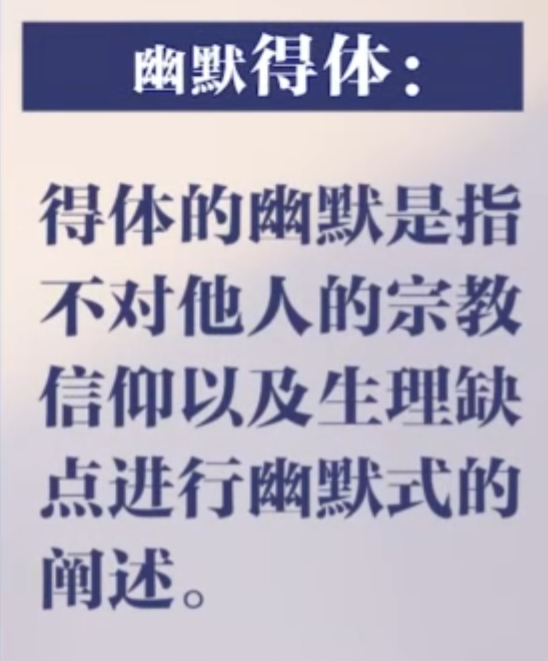 幽默得体：
得体的幽默是指
不对他人的宗教
信仰以及生理缺
点进行幽默式的
阐述。